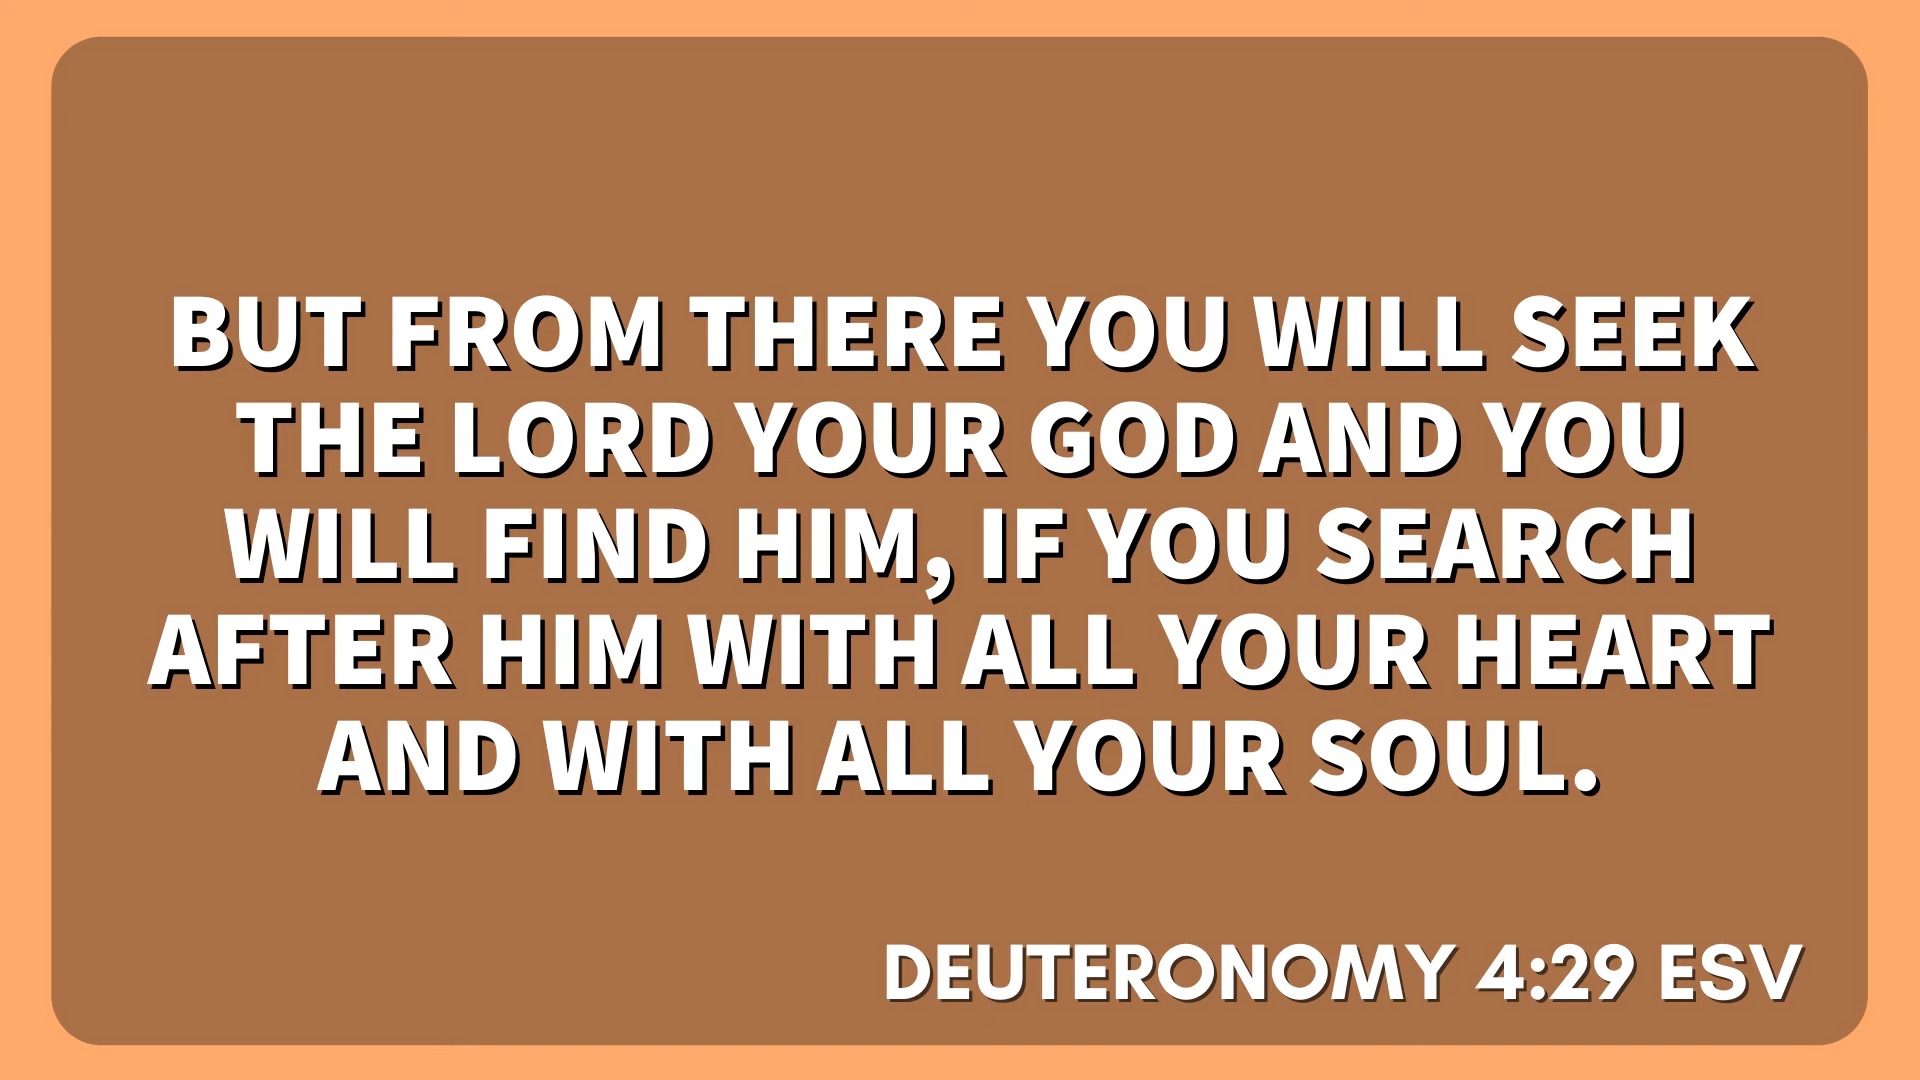 BUT FROM THERE YOU WILL SEEK
THE LORD YOUR GOD AND YOU
WILL FIND HIM, IF YOU SEARCH
AFTER HIM WITH ALL YOUR HEART
AND WITH ALL YOUR SOUL.
DEUTERONOMY 4:29 ESV